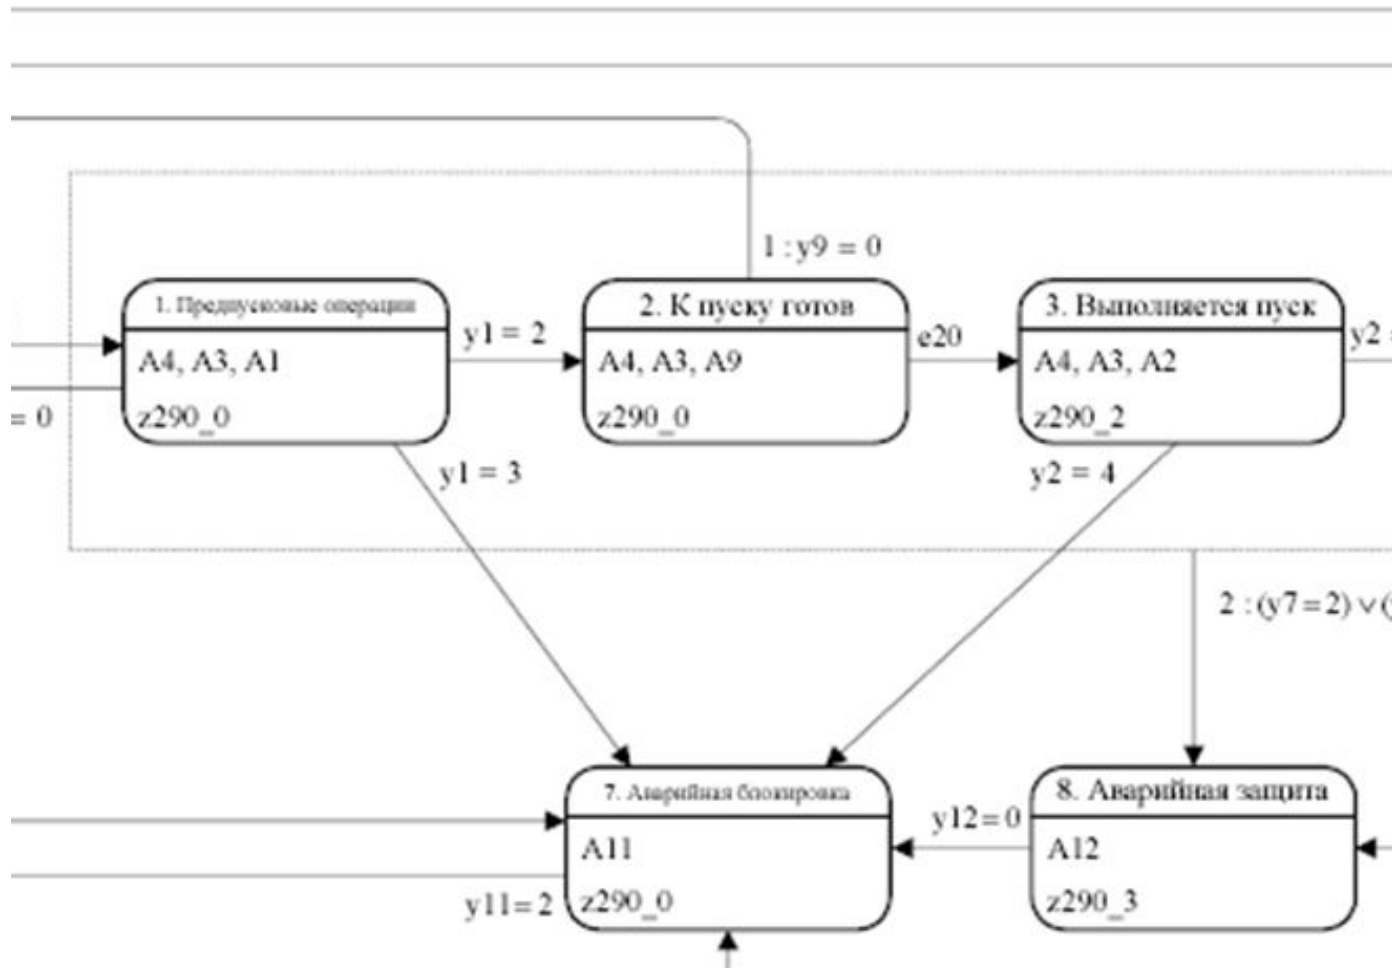 1 : y9 = 0
1. Предпусковые операции
A4, A3, A1
z290_0
= 0
y1 = 2
2. К пуску готов
A4, A3, A9
z290_0
e20
3. Выполняется пуск
A4, A3, A2
z290_2
y2 =
y1 = 3
y2 = 4
2 : (y7=2) ∨ (
7. Аварийная блокировка
A11
z290_0
y11=2
y12=0
8. Аварийная защита
A12
z290_3